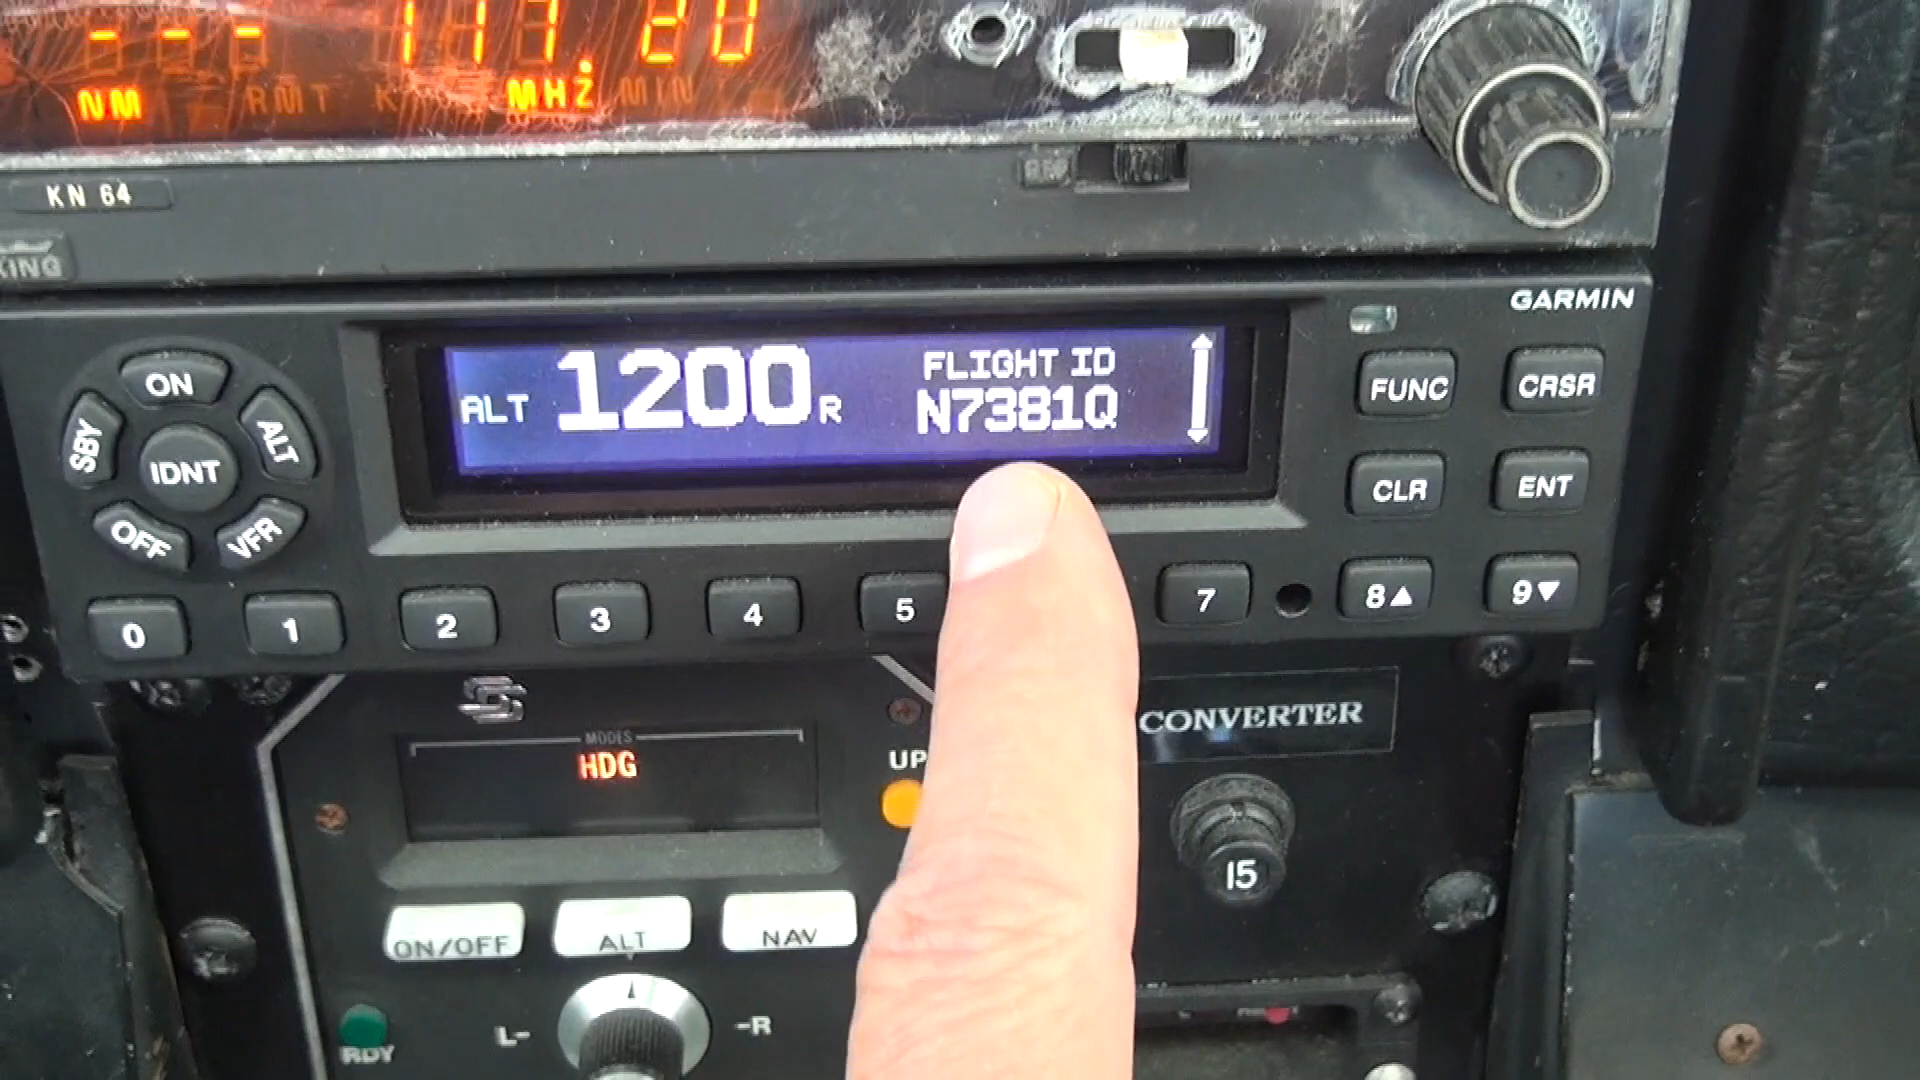 --- 117.20
NM RMT K MHZ MIN
KN 64
KING
GARMIN
ALT 1200 R
FLIGHT ID
N7381Q
ON
SBY
ALT
IDNT
OFF
VFR
FUNC
CRSR
CLR
ENT
0 1 2 3 4 5 7 8▲ 9▼
MODES
HDG
UP
CONVERTER
15
ON/OFF
ALT
NAV
L- -R
RDY